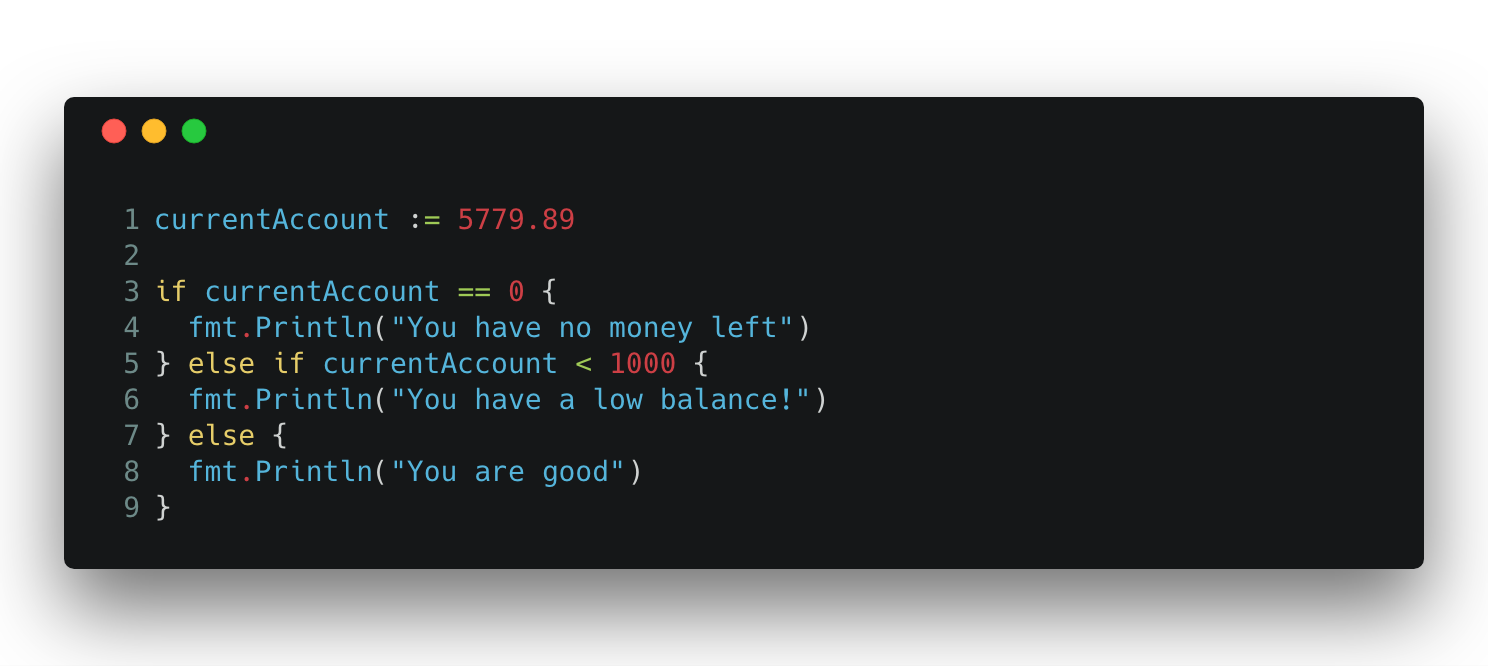 1 currentAccount := 5779.89
2
3 if currentAccount == 0 {
4   fmt.Println("You have no money left")
5 } else if currentAccount < 1000 {
6   fmt.Println("You have a low balance!")
7 } else {
8   fmt.Println("You are good")
9 }